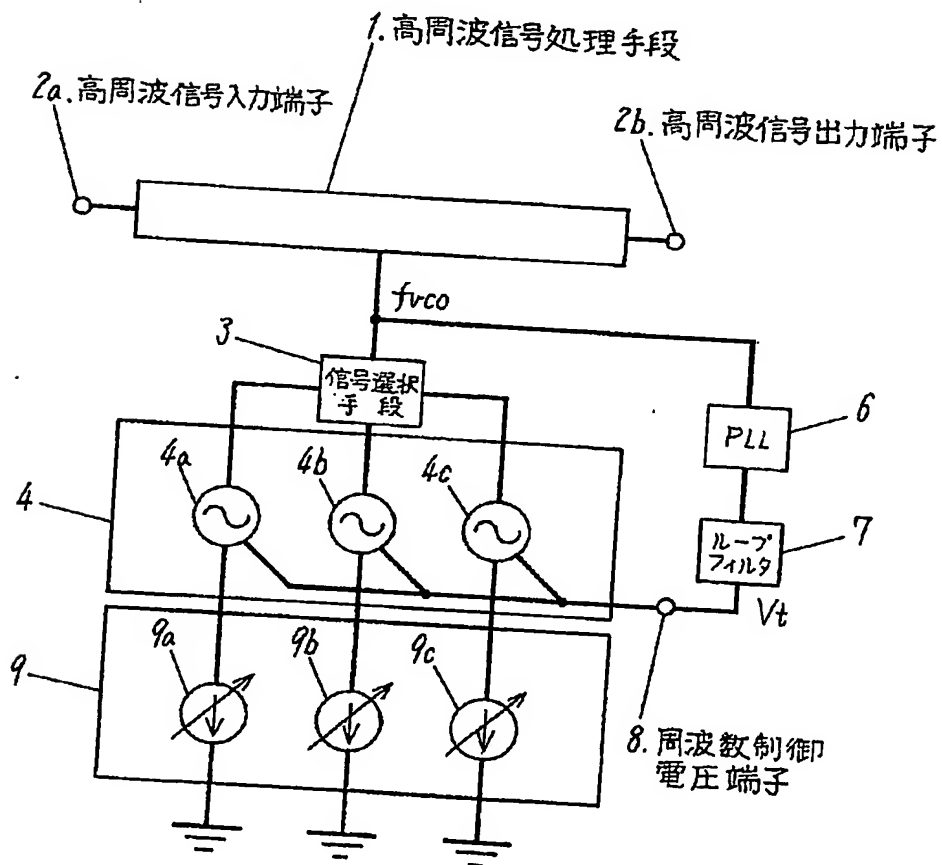 1.高周波信号処理手段
2a.高周波信号入力端子
2b.高周波信号出力端子
fvco
3
信号選択
手段
6
PLL
4a
4b
4c
4
7
ループ
フィルタ
Vt
9a
9b
9c
9
8.周波数制御
電圧端子